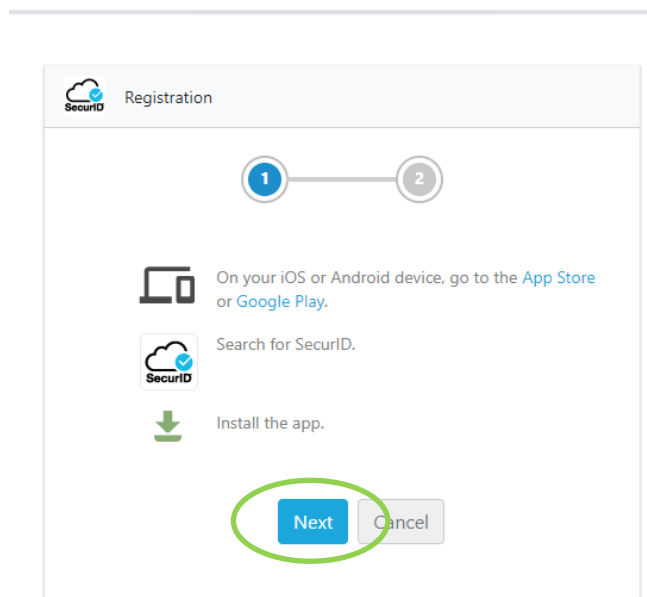 SecurID
Registration
1
2
On your iOS or Android device, go to the App Store
or Google Play.
SecurID
Search for SecurID.
Install the app.
Next
Cancel